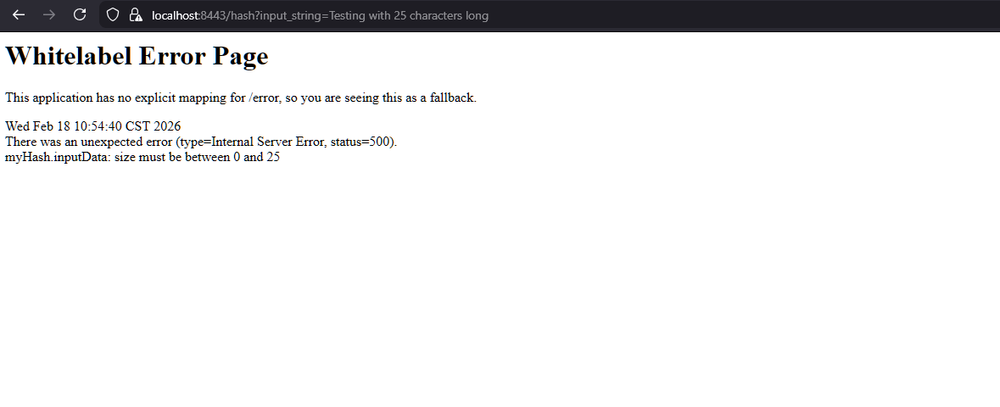 localhost:8443/hash?input_string=Testing with 25 characters long
Whitelabel Error Page
This application has no explicit mapping for /error, so you are seeing this as a fallback.
Wed Feb 18 10:54:40 CST 2026
There was an unexpected error (type=Internal Server Error, status=500).
myHash.inputData: size must be between 0 and 25